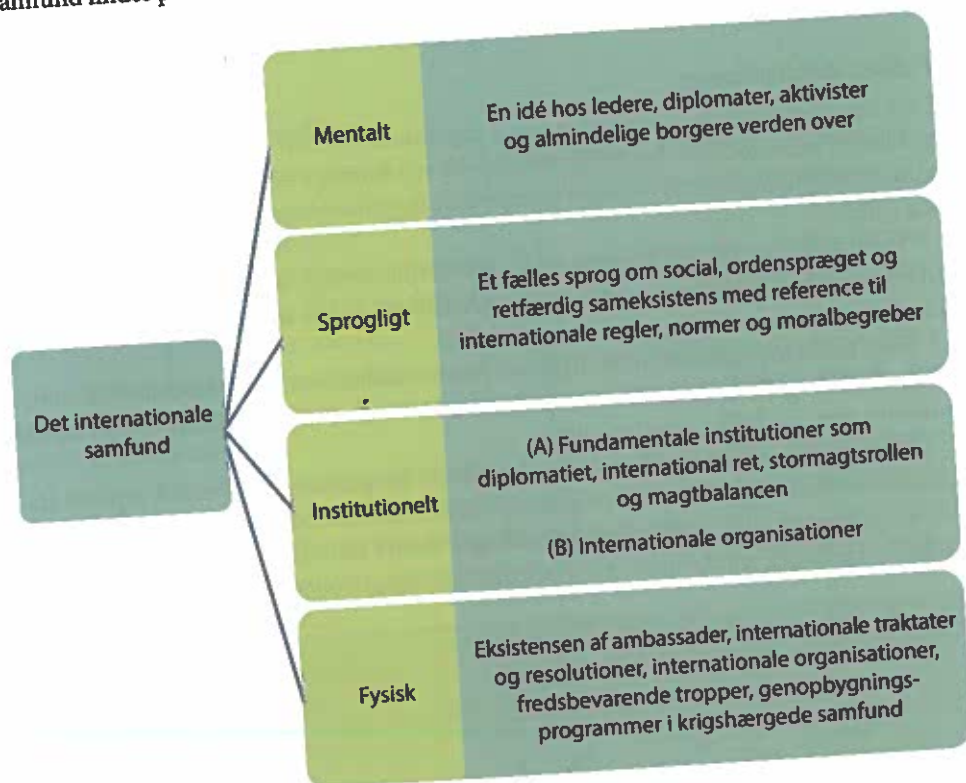 Mentalt
En idé hos ledere, diplomater, aktivister
og almindelige borgere verden over
Sprogligt
Et fælles sprog om social, ordenspræget og
retfærdig sameksistens med reference til
internationale regler, normer og moralbegreber
Det internationale
samfund
Institutionelt
(A) Fundamentale institutioner som
diplomatiet, international ret, stormagtsrollen
og magtbalancen
(B) Internationale organisationer
Fysisk
Eksistensen af ambassader, internationale traktater
og resolutioner, internationale organisationer,
fredsbevarende tropper, genopbygnings-
programmer i krigshærgede samfund